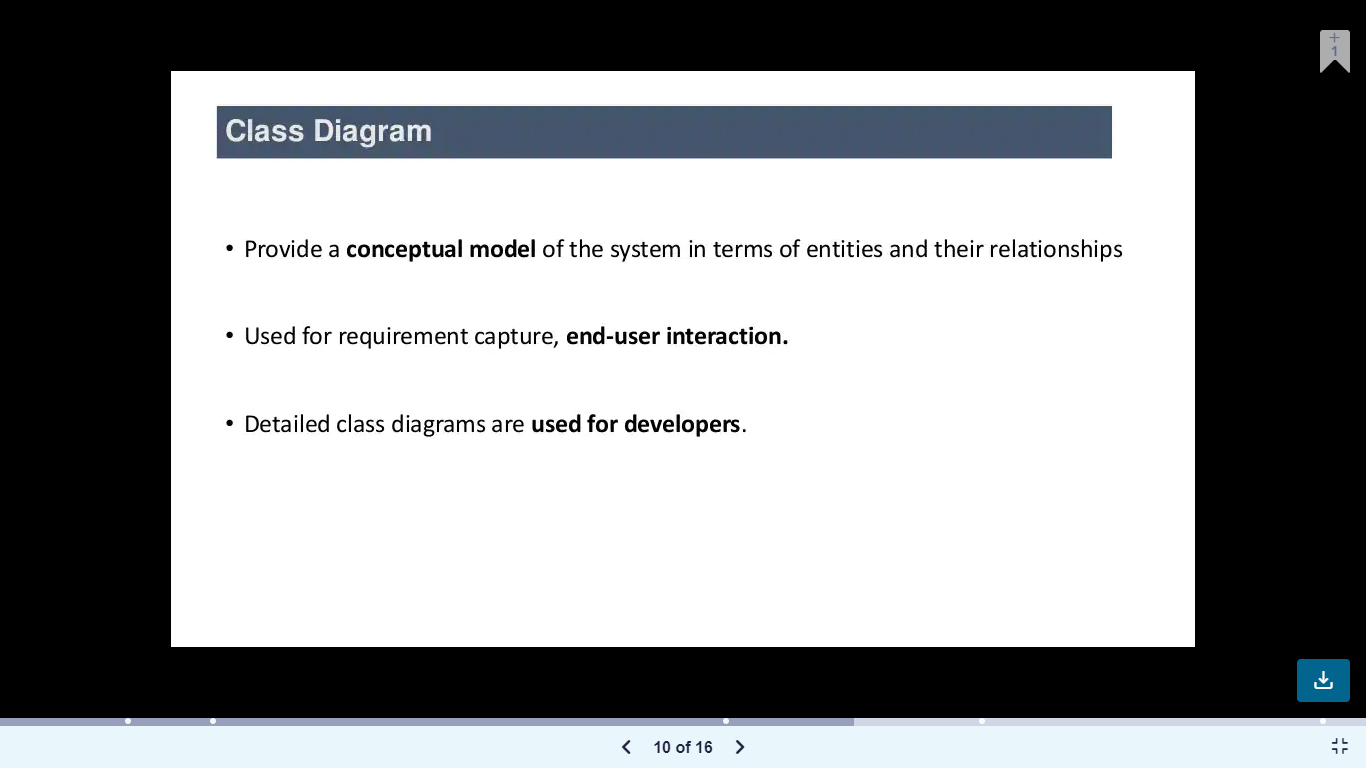 +
1
Class Diagram
• Provide a conceptual model of the system in terms of entities and their relationships
• Used for requirement capture, end-user interaction.
• Detailed class diagrams are used for developers.
10 of 16